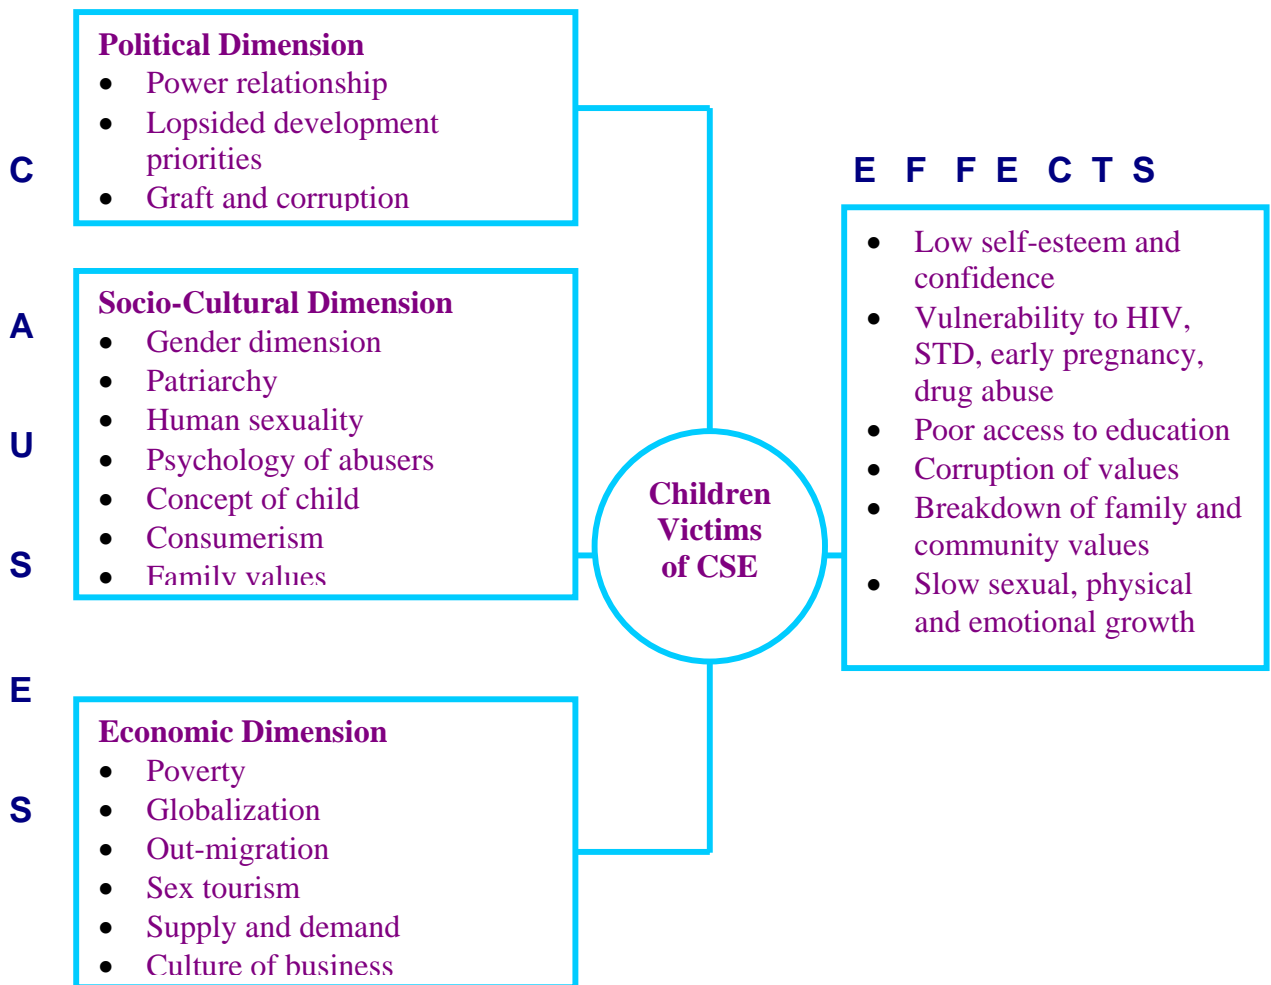 Political Dimension
• Power relationship
• Lopsided development
priorities
• Graft and corruption
C
A
U
S
E
S
Socio-Cultural Dimension
• Gender dimension
• Patriarchy
• Human sexuality
• Psychology of abusers
• Concept of child
• Consumerism
• Family values
Economic Dimension
• Poverty
• Globalization
• Out-migration
• Sex tourism
• Supply and demand
• Culture of business
Children
Victims
of CSE
E F F E C T S
• Low self-esteem and
confidence
• Vulnerability to HIV,
STD, early pregnancy,
drug abuse
• Poor access to education
• Corruption of values
• Breakdown of family and
community values
• Slow sexual, physical
and emotional growth